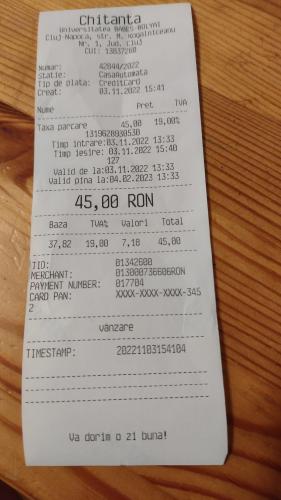 Chitanta
Universitatea BABES-BOLYAI
Cluj-Napoca, str. M. Kogalniceanu
Nr. 1, Jud. Cluj
CUI: 13837260
Numar: 42844/2022
Statie: CasaAutomata
Tip de plata: CreditCard
Creat: 03.11.2022 15:41
Nume Pret TVA
Taxa parcare 45,00 19,00%
1319628930530
Timp intrare:03.11.2022 13:33
Timp iesire: 03.11.2022 15:40
127
Valid de la:03.11.2022 13:33
Valid pina la:04.02.2023 13:33
45,00 RON
Baza TVA% Valori Total
37,82 19,00 7,18 45,00
TID: 01342600
MERCHANT: 013000736606RON
PAYMENT NUMBER: 017704
CARD PAN: XXXX-XXXX-XXXX-345
2
vânzare
TIMESTAMP: 20221103154104
Va dorim o zi buna!